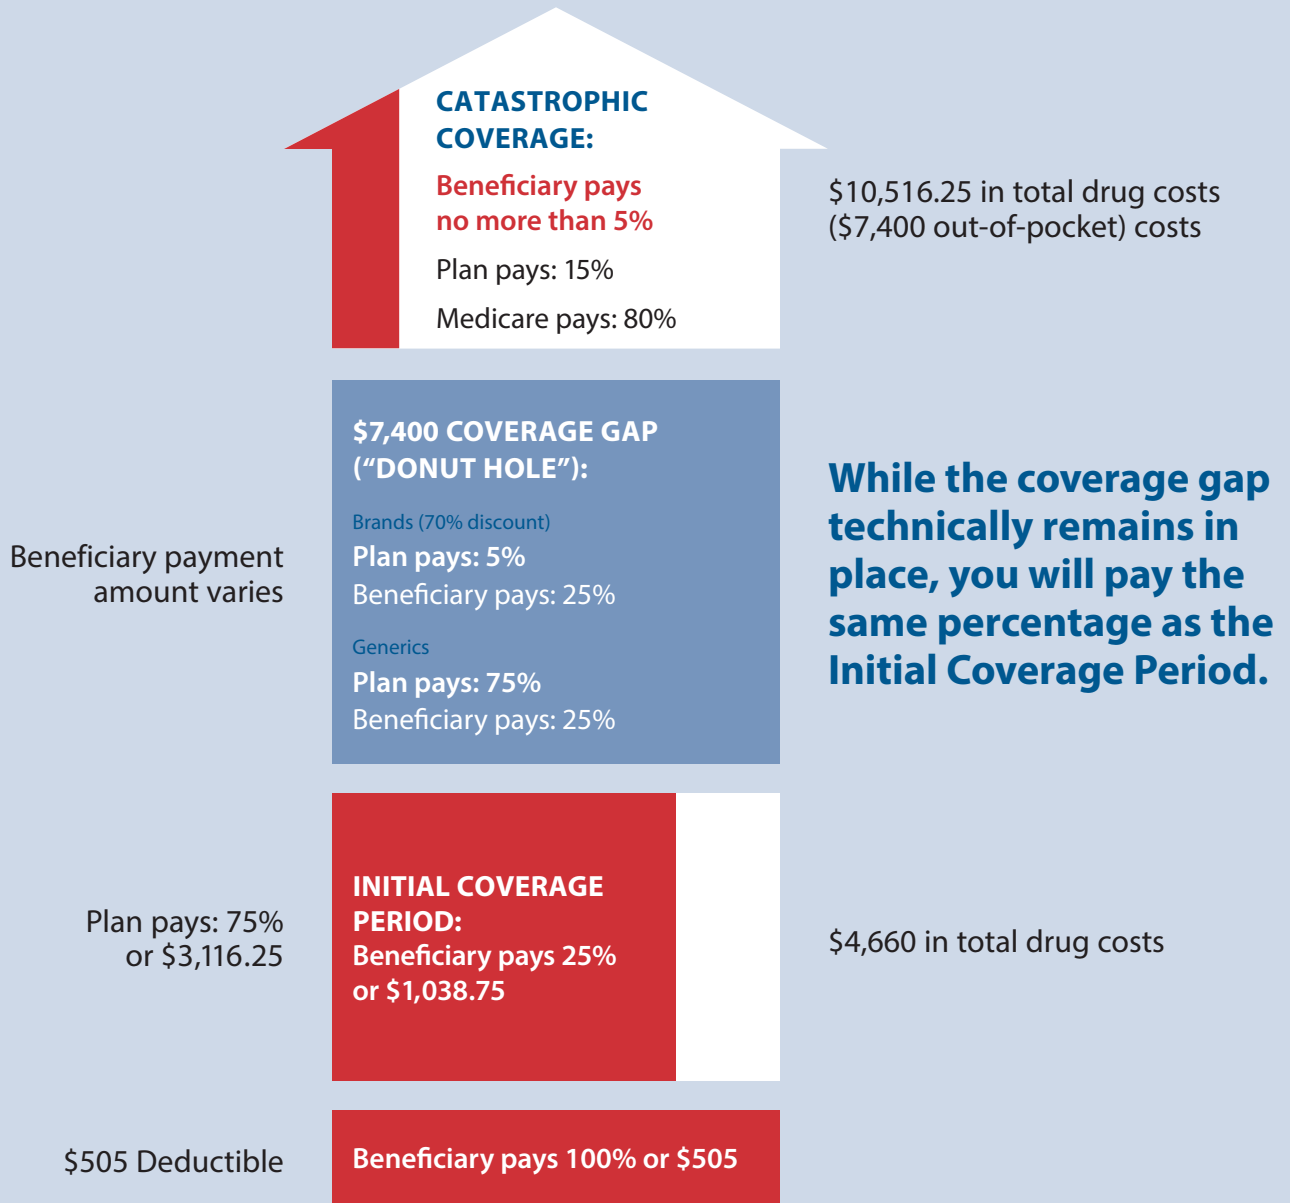 CATASTROPHIC
COVERAGE:
Beneficiary pays
no more than 5%
Plan pays: 15%
Medicare pays: 80%
$10,516.25 in total drug costs
($7,400 out-of-pocket) costs
$7,400 COVERAGE GAP
(“DONUT HOLE”):
Brands (70% discount)
Plan pays: 5%
Beneficiary pays: 25%
Generics
Plan pays: 75%
Beneficiary pays: 25%
Beneficiary payment
amount varies
While the coverage gap
technically remains in
place, you will pay the
same percentage as the
Initial Coverage Period.
INITIAL COVERAGE
PERIOD:
Beneficiary pays 25%
or $1,038.75
Plan pays: 75%
or $3,116.25
$4,660 in total drug costs
$505 Deductible
Beneficiary pays 100% or $505